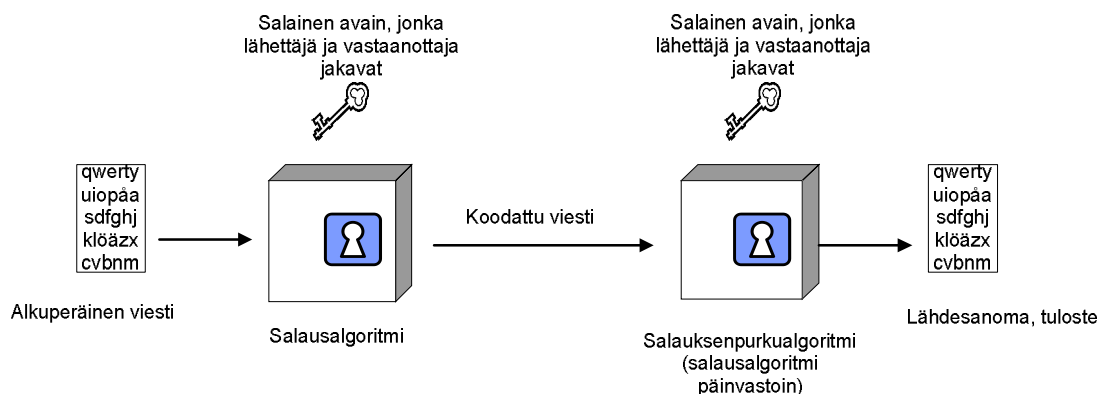 Salainen avain, jonka
lähettäjä ja vastaanottaja
jakavat
Salainen avain, jonka
lähettäjä ja vastaanottaja
jakavat
qwerty
uiopåa
sdfghj
klöäzx
cvbnm
Alkuperäinen viesti
Salausalgoritmi
Koodattu viesti
Salauksenpurkualgoritmi
(salausalgoritmi
päinvastoin)
qwerty
uiopåa
sdfghj
klöäzx
cvbnm
Lähdesanoma, tuloste